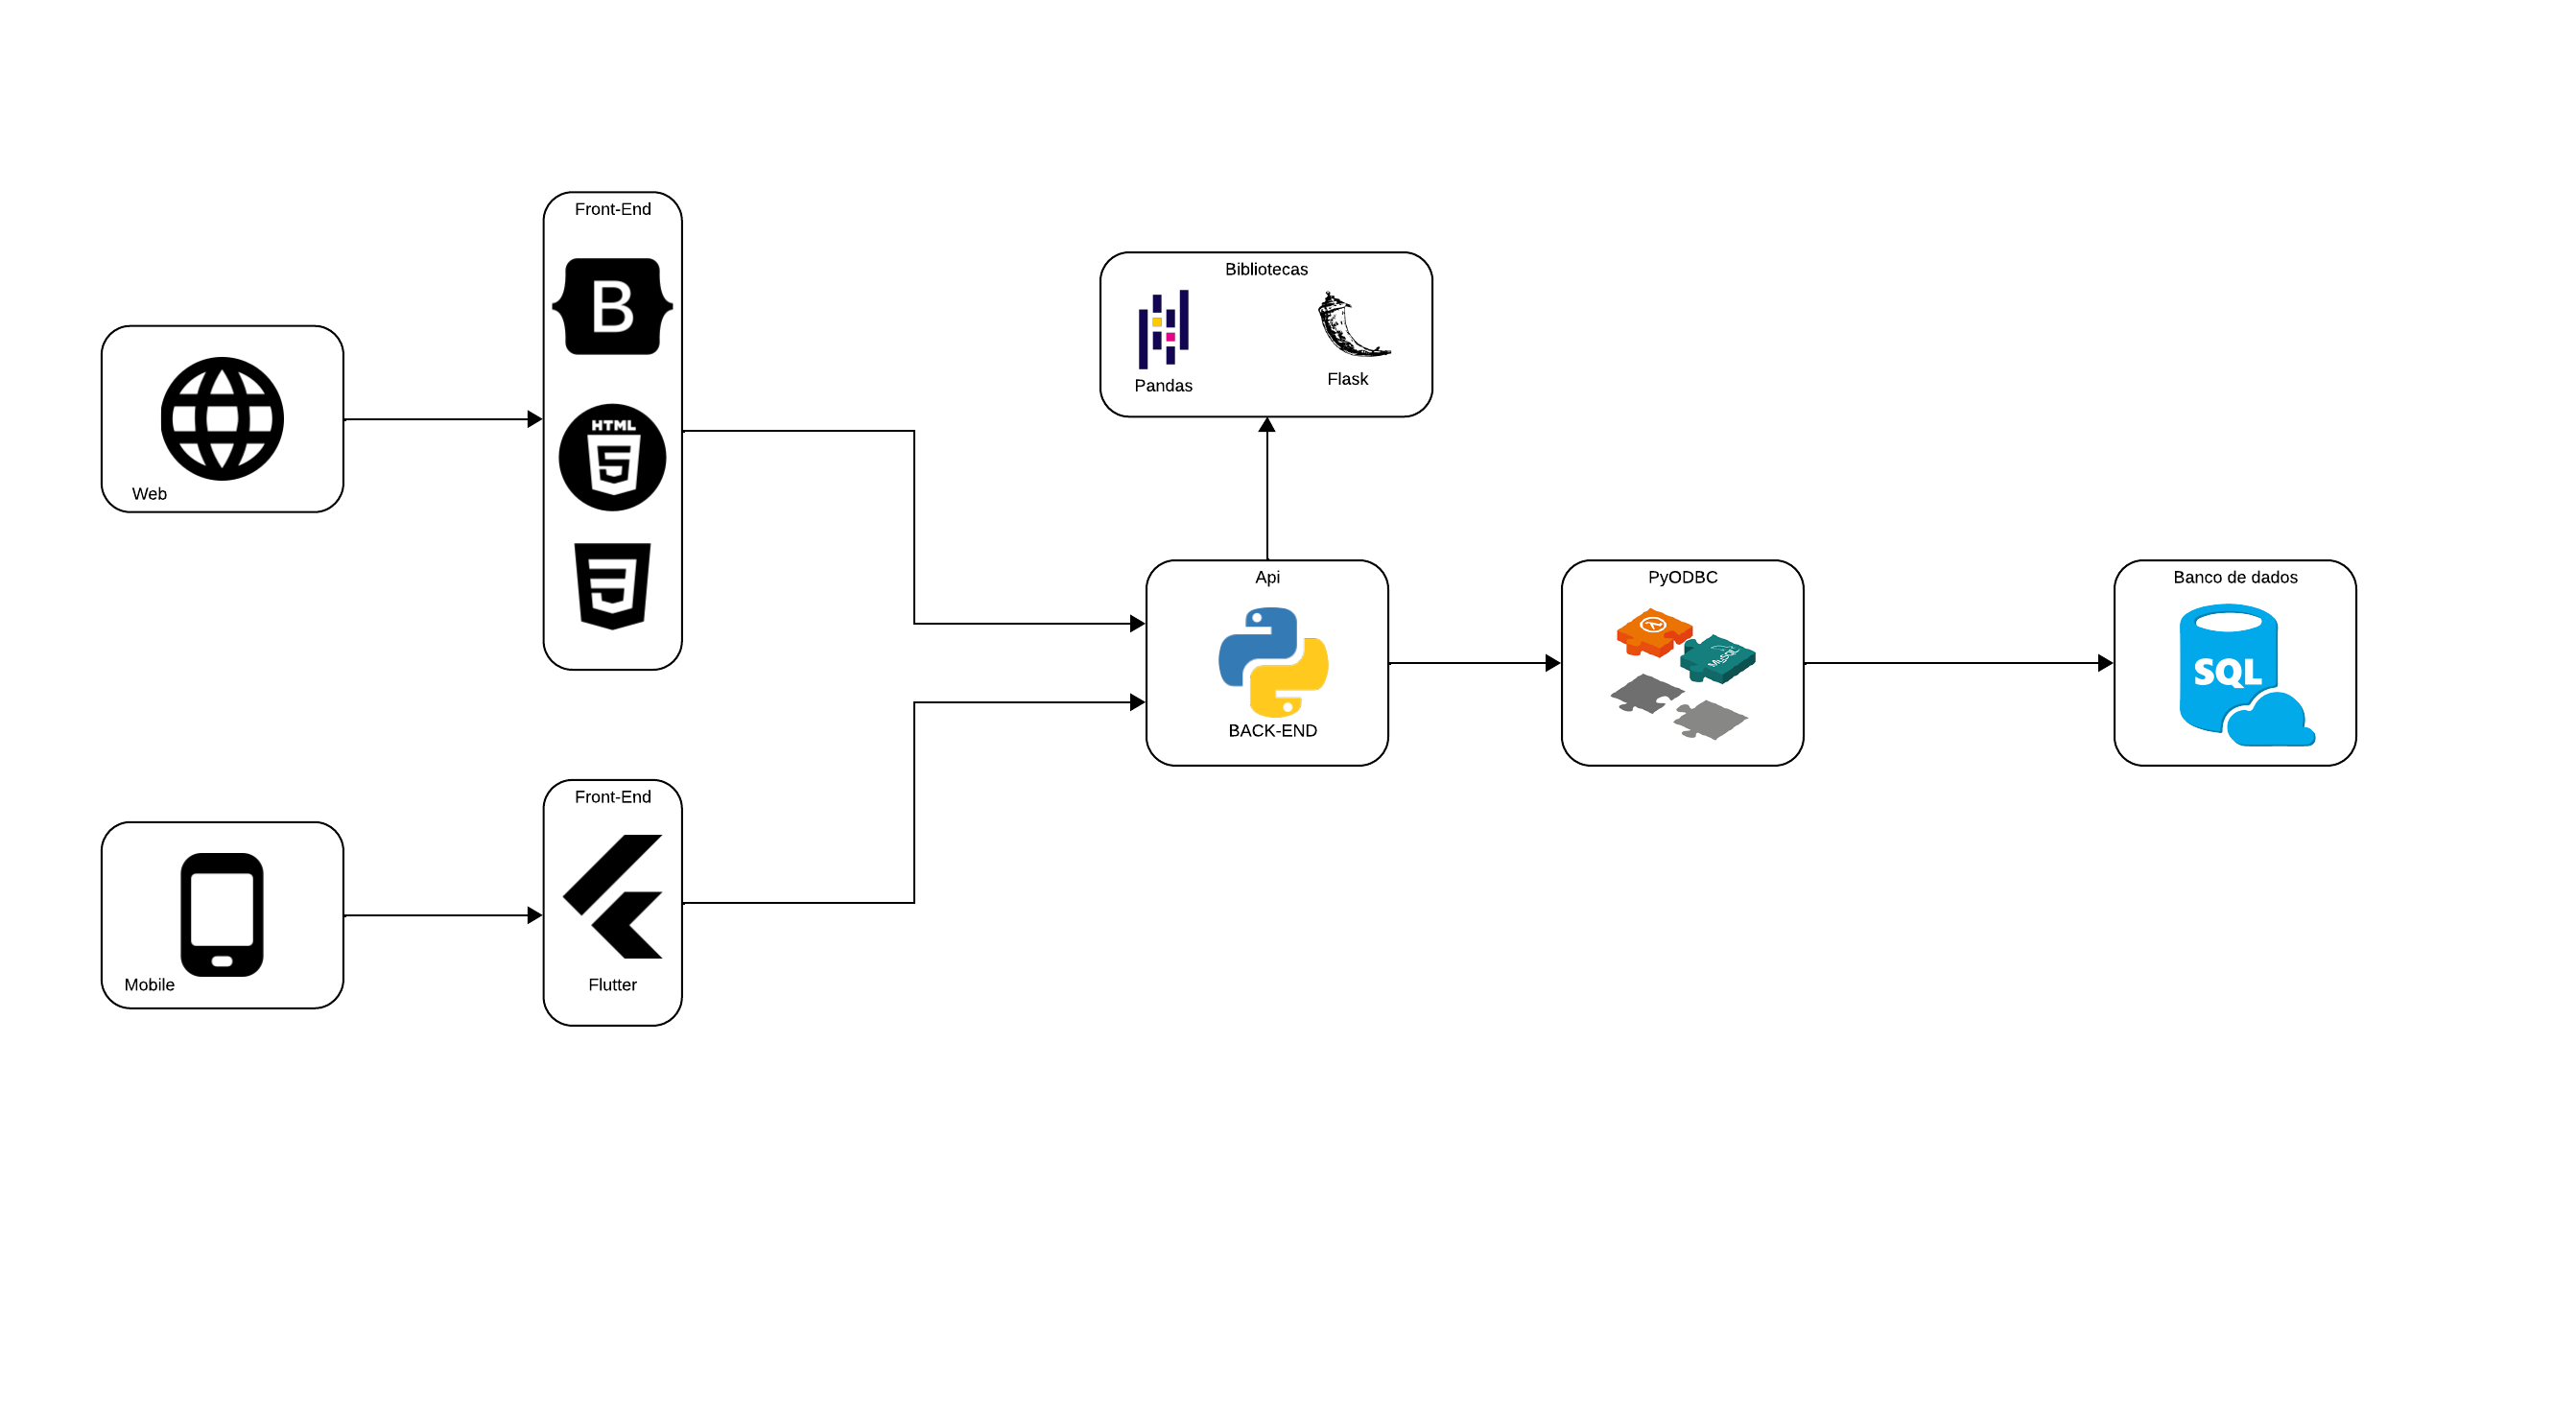 Front-End
B
HTML
5
Web
Bibliotecas
Pandas
Flask
Api
BACK-END
PyODBC
MySQL
Banco de dados
SQL
Front-End
Flutter
Mobile